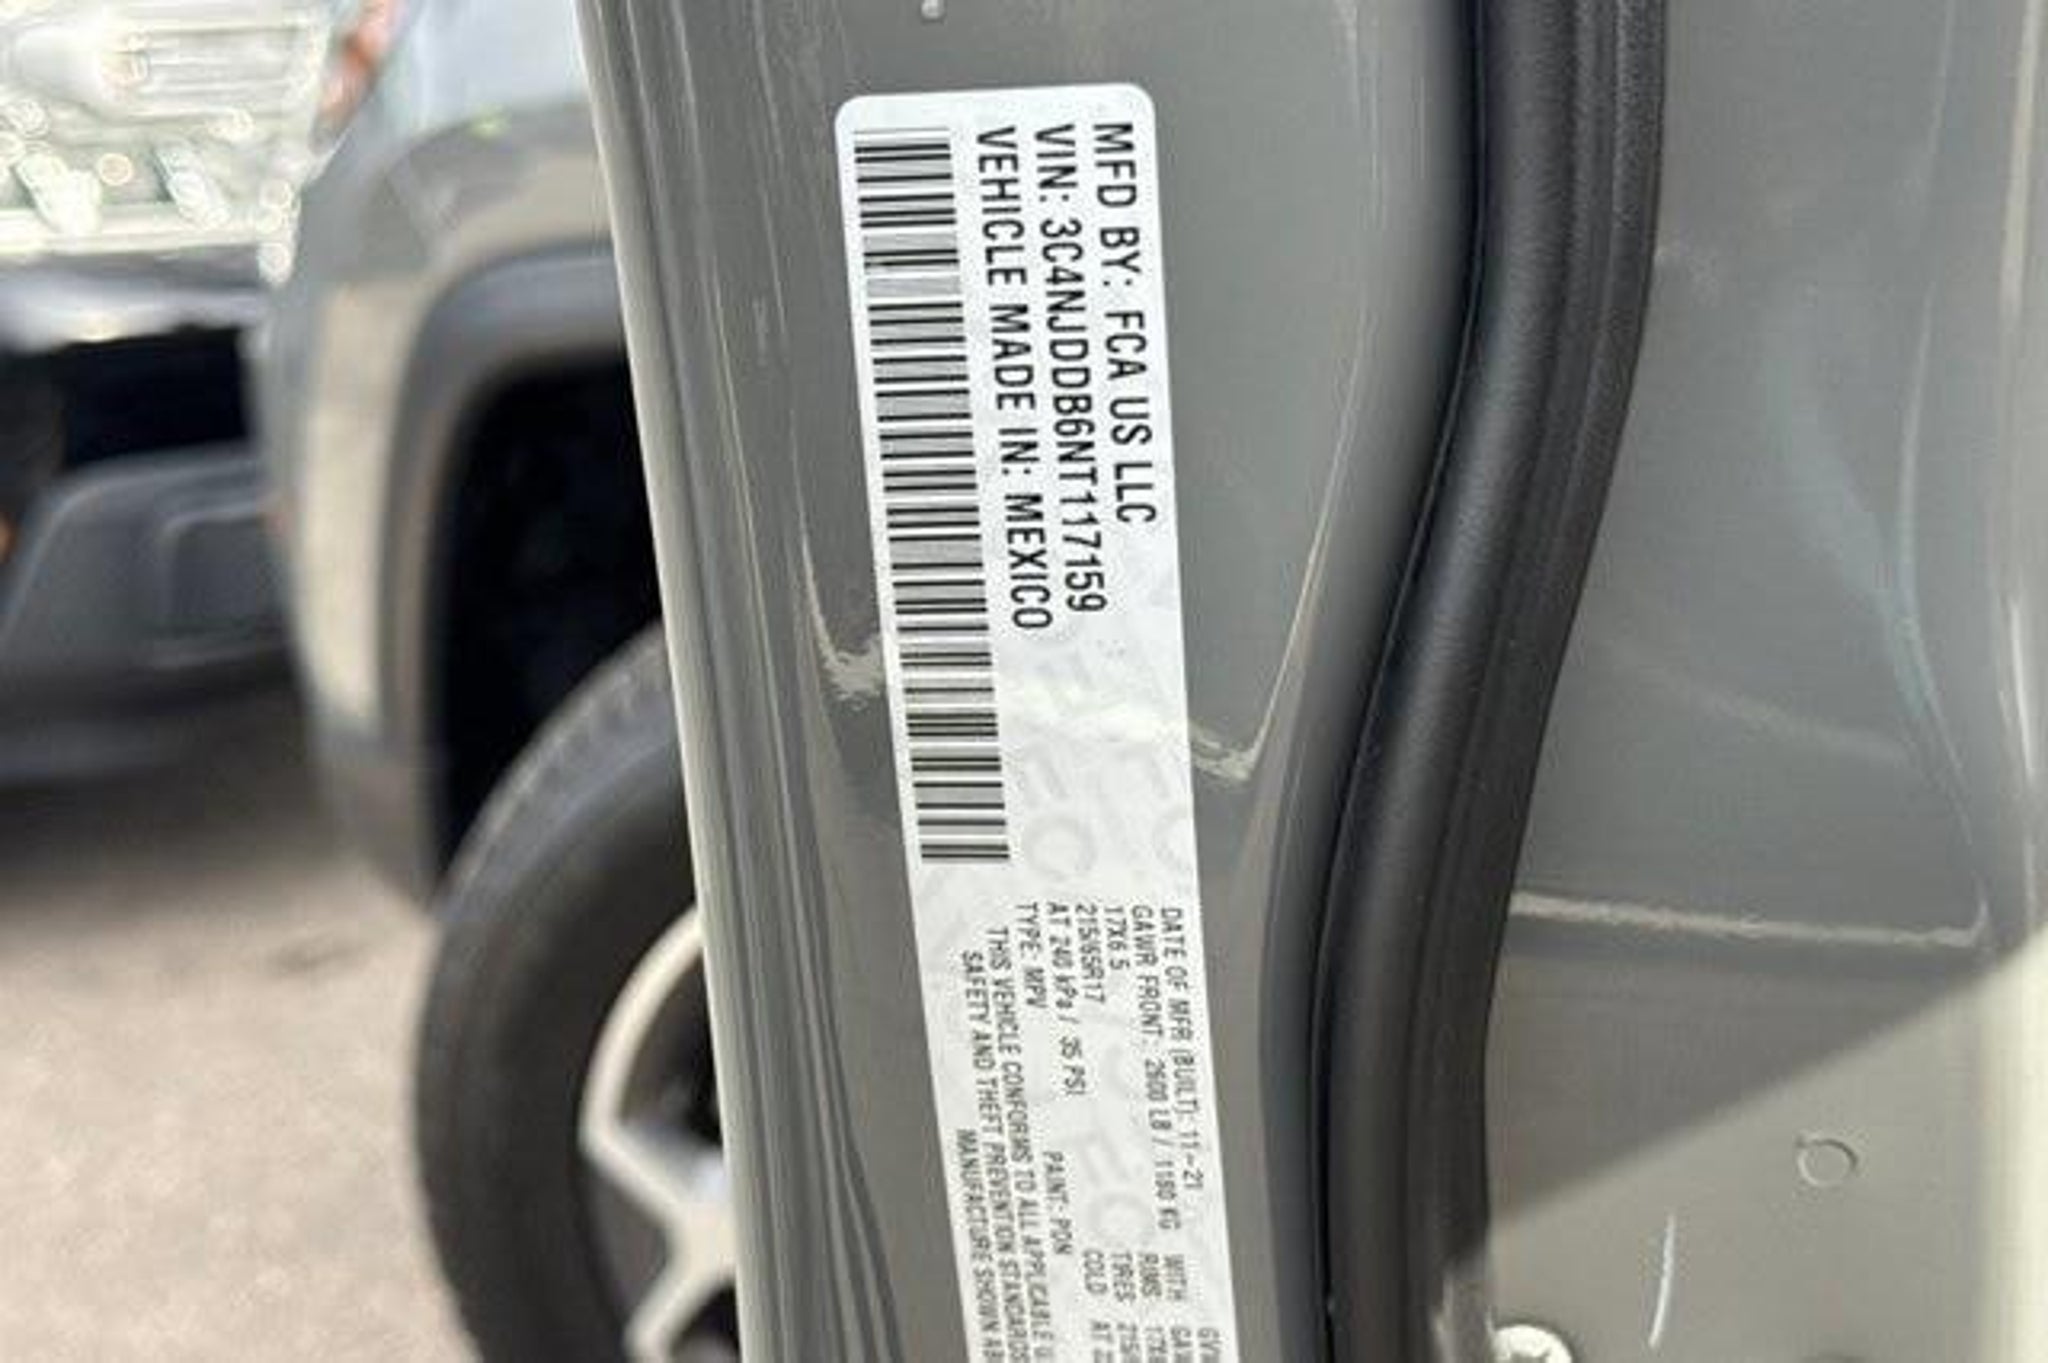 MFD BY: FCA US LLC
VIN: 3C4NJDDB6NT117159
VEHICLE MADE IN: MEXICO
DATE OF MFR (BUILT): 11-21
GAWR FRONT: 2600 LB / 1180 KG WITH
17X6.5 RIMS
215/65R17 TIRES
AT 240 kPa / 35 PSI COLD
TYPE: MPV PAINT: PDN
THIS VEHICLE CONFORMS TO ALL APPLICABLE
SAFETY AND THEFT PREVENTION STANDARDS
MANUFACTURE SHOWN